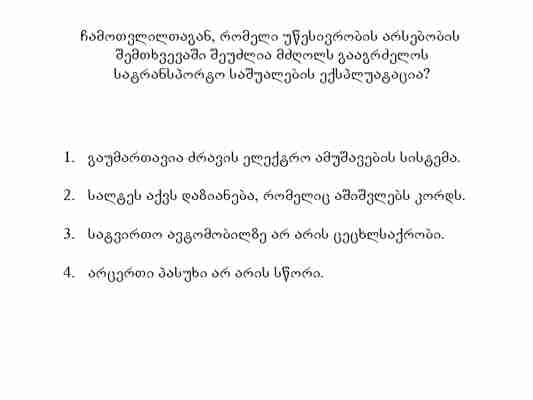 ჩამოთვლილთაგან, რომელი უწესივრობის არსებობის
შემთხვევაში შეუძლია მძღოლს გააგრძელოს
სატრანსპორტო საშუალების ექსპლუატაცია?
1. გაუმართავია ძრავის ელექტრო ამუშავების სისტემა.
2. სალტეს აქვს დაზიანება, რომელიც აშიშვლებს კორდს.
3. სატვირთო ავტომობილზე არ არის ცეცხლსაქრობი.
4. არცერთი პასუხი არ არის სწორი.